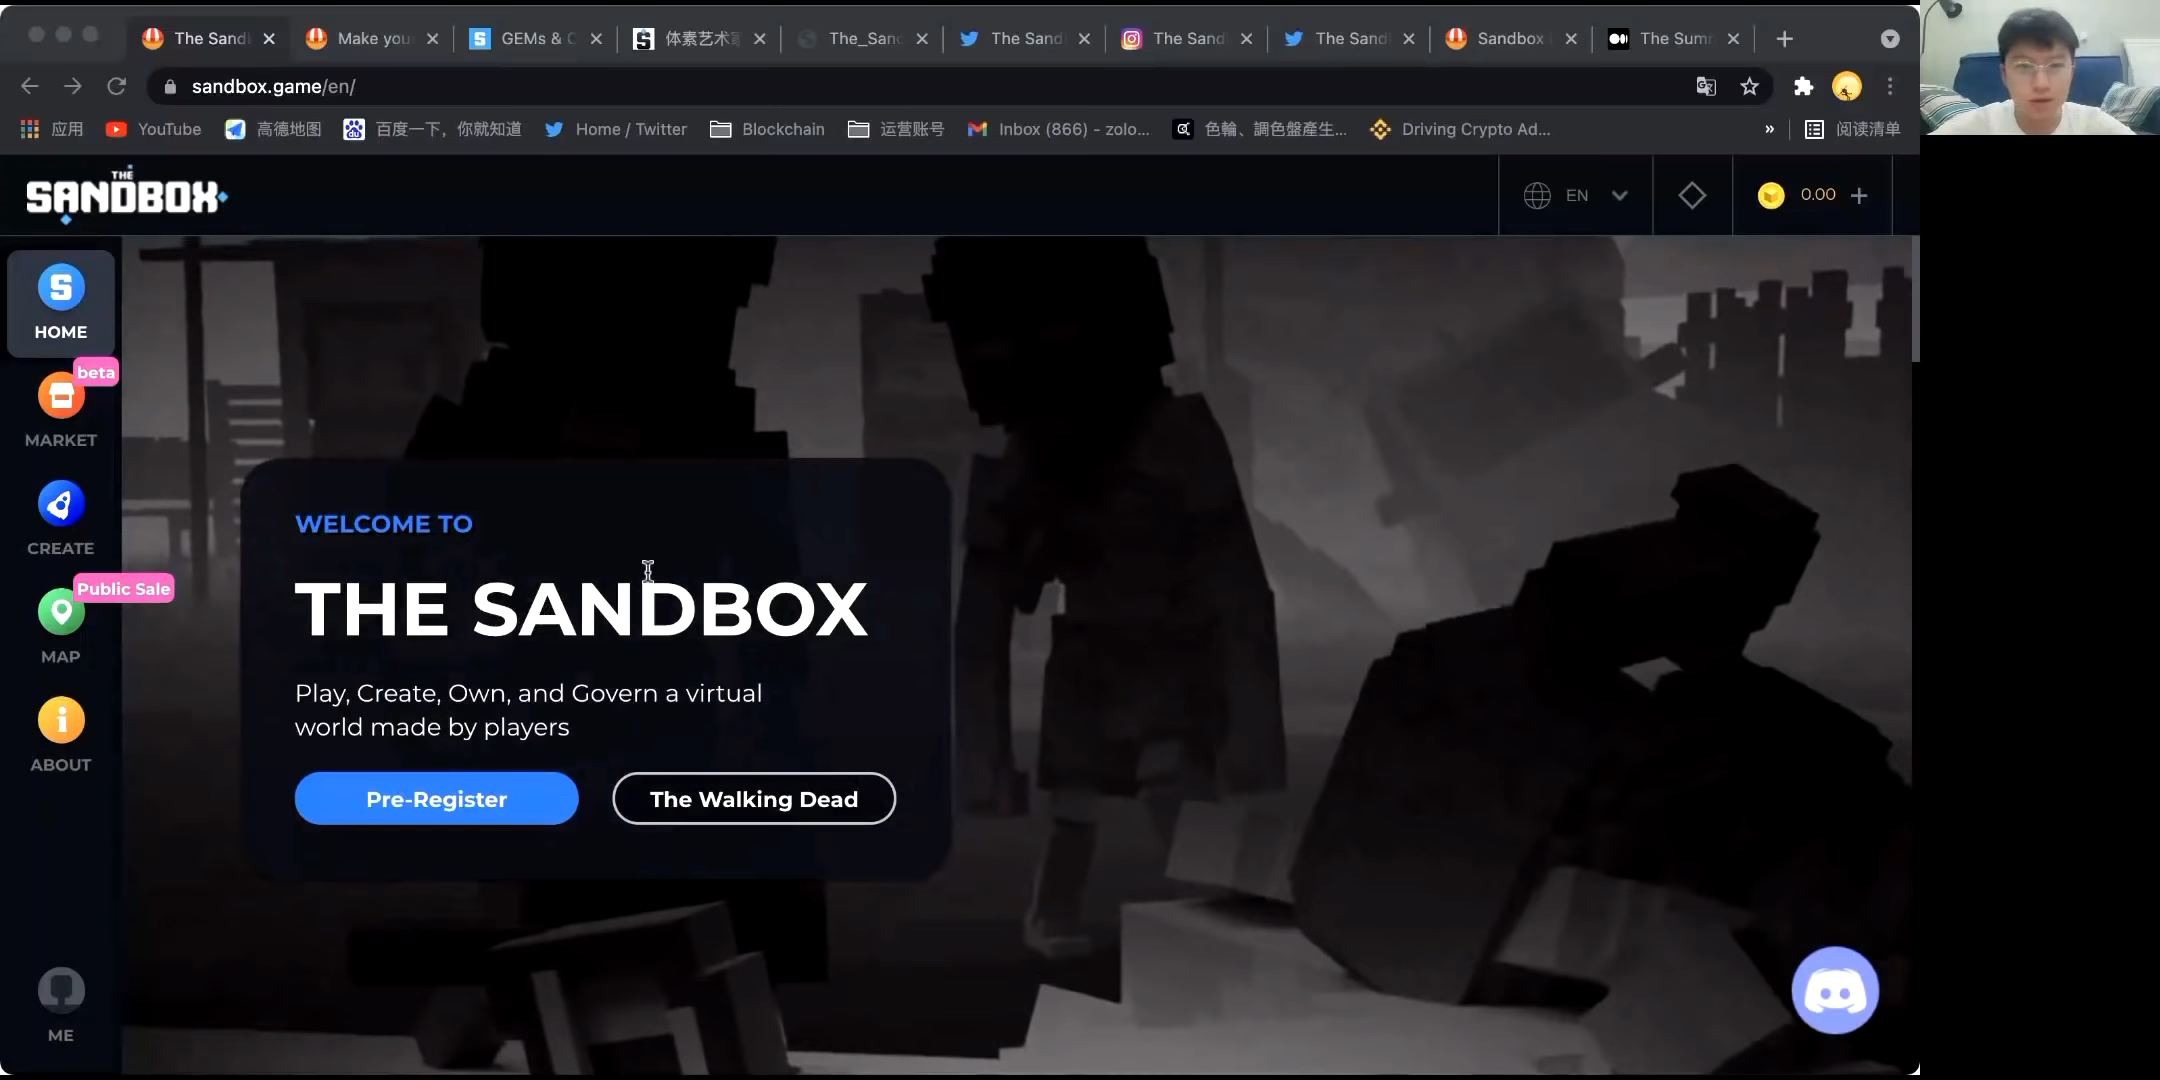 The Sand
Make you
GEMs & C
体素艺术家
The_Sand
The Sand
The Sand
The Sand
Sandbox
The Sum
sandbox.game/en/
应用
YouTube
高德地图
百度一下，你就知道
Home / Twitter
Blockchain
运营账号
Inbox (866) - zolo...
色輪、調色盤產生...
Driving Crypto Ad...
»
阅读清单
THE
SANDBOX
EN
0.00
HOME
beta
MARKET
CREATE
Public Sale
MAP
ABOUT
ME
WELCOME TO
THE SANDBOX
Play, Create, Own, and Govern a virtual
world made by players
Pre-Register
The Walking Dead